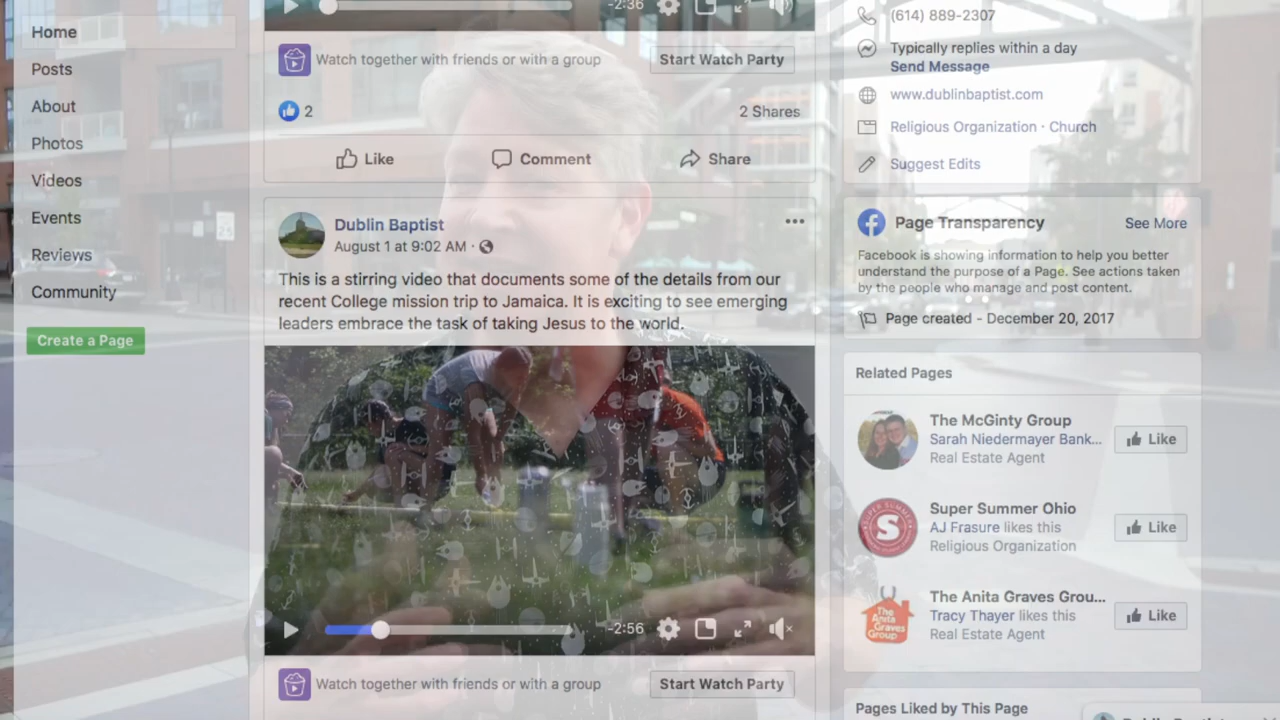 Home
Posts
About
Photos
Videos
Events
Reviews
Community
Create a Page
-2:36
Watch together with friends or with a group
Start Watch Party
2
2 Shares
Like
Comment
Share
Dublin Baptist
August 1 at 9:02 AM ·
This is a stirring video that documents some of the details from our
recent College mission trip to Jamaica. It is exciting to see emerging
leaders embrace the task of taking Jesus to the world.
-2:56
Watch together with friends or with a group
Start Watch Party
(614) 889-2307
Typically replies within a day
Send Message
www.dublinbaptist.com
Religious Organization · Church
Suggest Edits
Page Transparency
See More
Facebook is showing information to help you better
understand the purpose of a Page. See actions taken
by the people who manage and post content.
Page created - December 20, 2017
Related Pages
The McGinty Group
Sarah Niedermayer Bank...
Real Estate Agent
Like
SUPER SUMMER
S
Super Summer Ohio
AJ Frasure likes this
Religious Organization
Like
The
Anita
Graves
Group
The Anita Graves Grou...
Tracy Thayer likes this
Real Estate Agent
Like
Pages Liked by This Page
Dublin Baptist